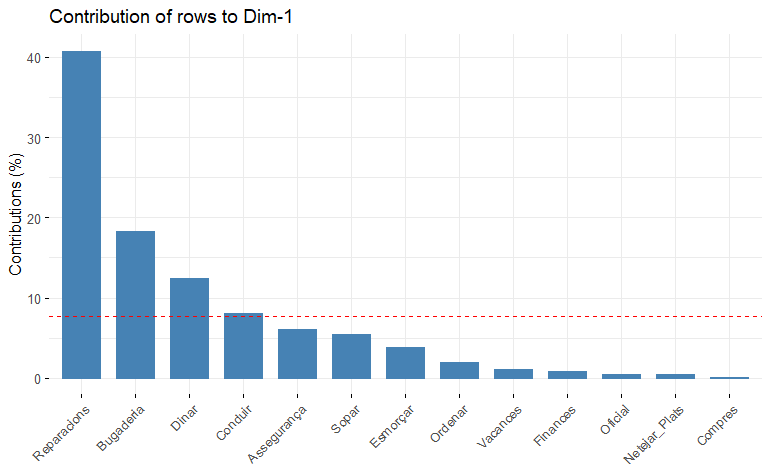 Contribution of rows to Dim-1
Contributions (%)
40
30
20
10
0
Reparacions
Bugaderia
Dinar
Conduir
Assegurança
Sopar
Esmorçar
Ordenar
Vacances
Finances
Oficial
Netejar_Plats
Compres